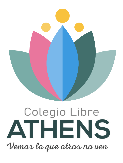 Colegio Libre
ATHENS
Vemos lo que otros no ven